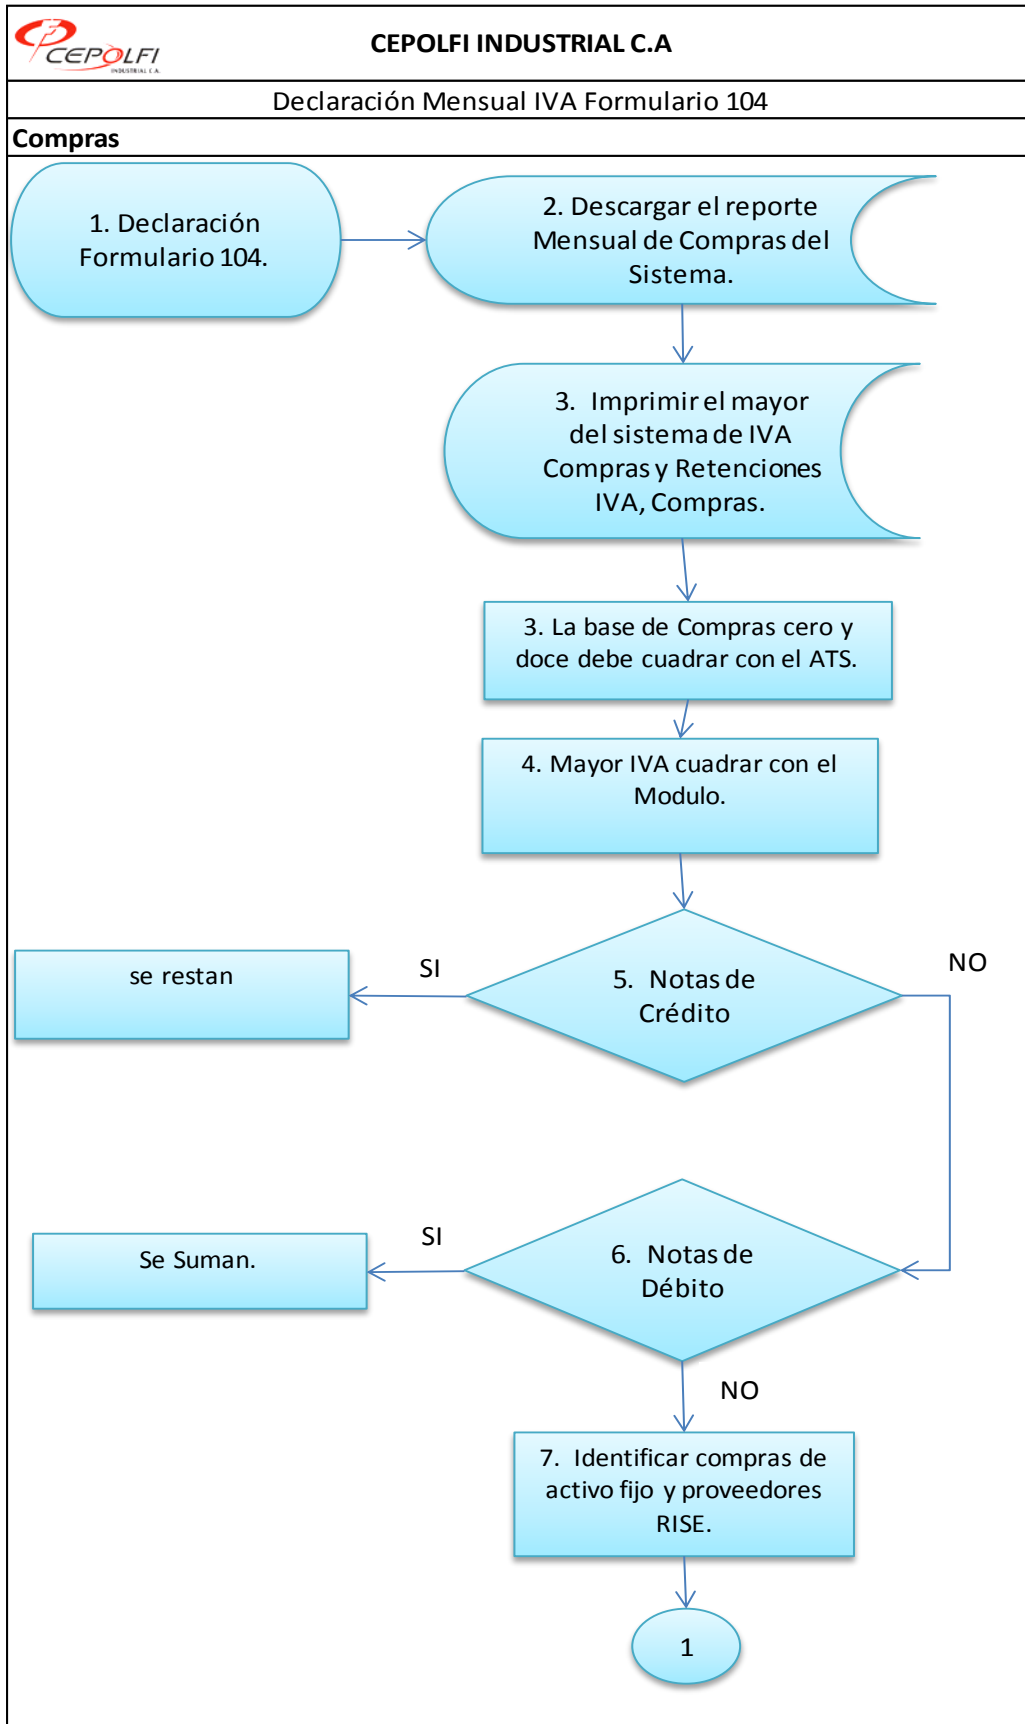 CEPOLFI
INDUSTRIAL C.A.
CEPOLFI INDUSTRIAL C.A
Declaración Mensual IVA Formulario 104
Compras
1. Declaración
Formulario 104.
2. Descargar el reporte
Mensual de Compras del
Sistema.
3. Imprimir el mayor
del sistema de IVA
Compras y Retenciones
IVA, Compras.
3. La base de Compras cero y
doce debe cuadrar con el ATS.
4. Mayor IVA cuadrar con el
Modulo.
5. Notas de
Crédito
SI
NO
se restan
6. Notas de
Débito
SI
Se Suman.
NO
7. Identificar compras de
activo fijo y proveedores
RISE.
1